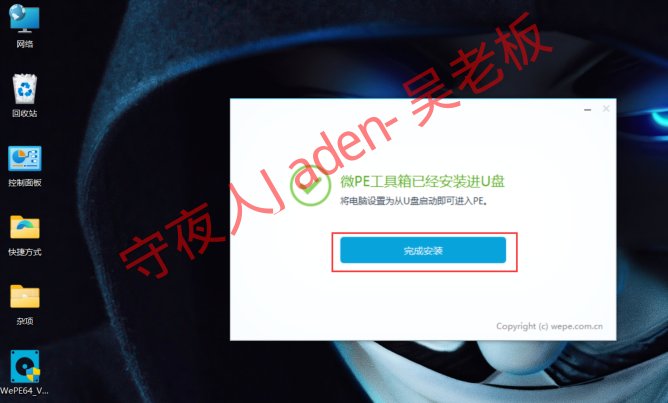 网络
回收站
控制面板
快捷方式
杂项
WePE64_V...
守夜人Jaden-吴老板
微PE工具箱已经安装进U盘
将电脑设置为从U盘启动即可进入PE。
完成安装
Copyright (c) wepe.com.cn